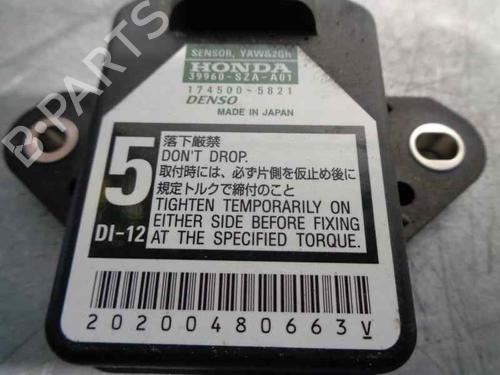 SENSOR, YAW&2GR
HONDA
39960-SZA-A01
174500-5821
DENSO
MADE IN JAPAN
5
DI-12
落下厳禁
DON'T DROP.
取付時には、必ず片側を仮止め後に
規定トルクで締付のこと
TIGHTEN TEMPORARILY ON
EITHER SIDE BEFORE FIXING
AT THE SPECIFIED TORQUE.
20200480663V
B-PARTS